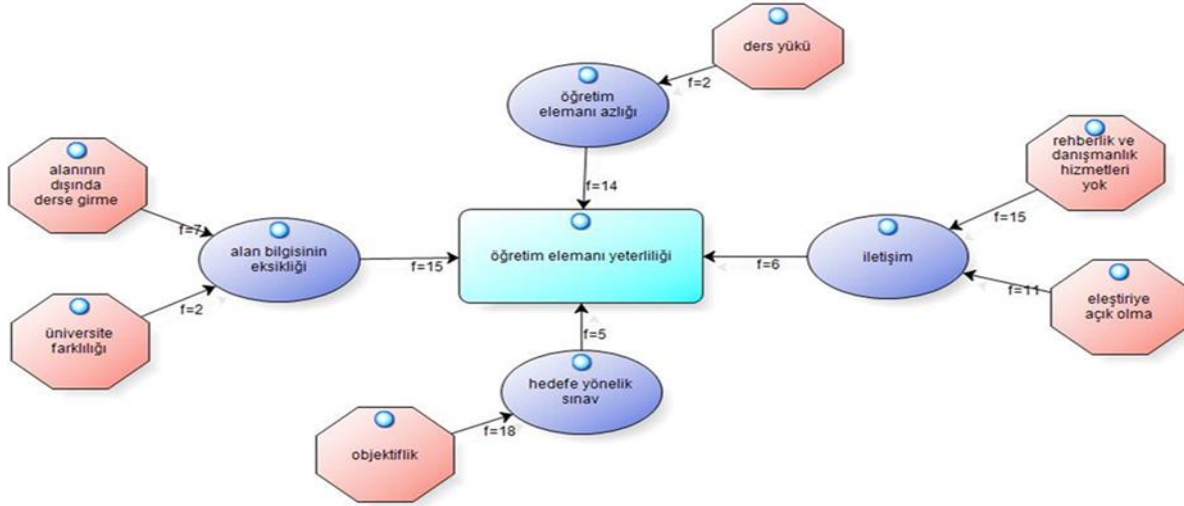 ders yükü
f=2
öğretim
elemanı azlığı
f=14
alanının
dışında
derse girme
f=7
rehberlik ve
danışmanlık
hizmetleri
yok
f=15
alan bilgisinin
eksikliği
f=15
öğretim elemanı yeterliliği
f=6
iletişim
f=2
üniversite
farklılığı
f=11
eleştiriye
açık olma
f=5
hedefe yönelik
sınav
f=18
objektiflik